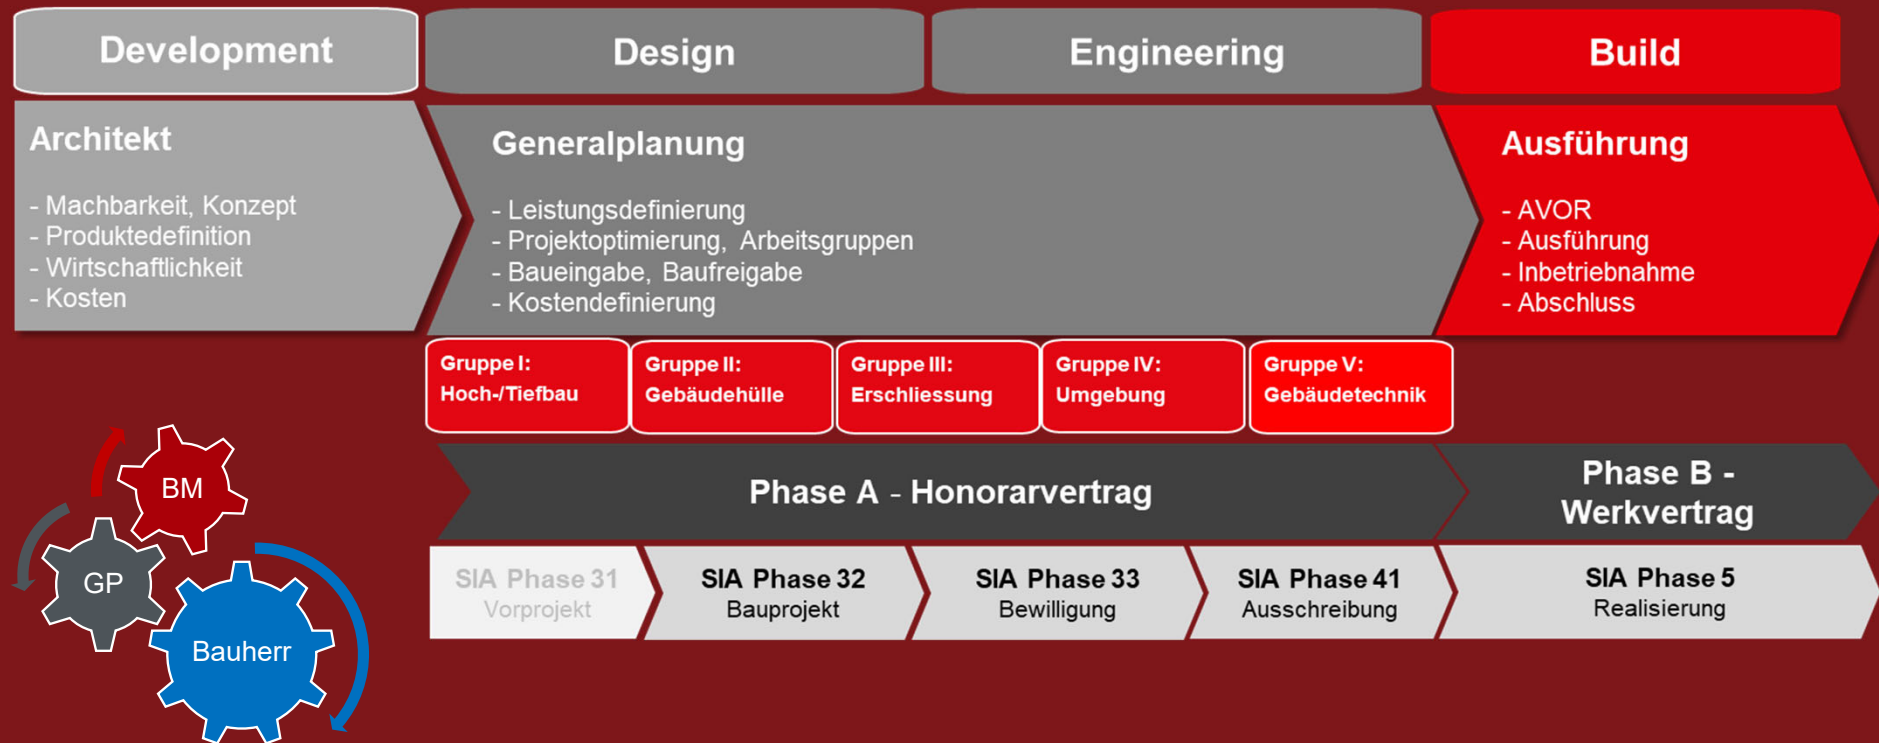 Development
Design
Engineering
Build
Architekt
- Machbarkeit, Konzept
- Produktedefinition
- Wirtschaftlichkeit
- Kosten
Generalplanung
- Leistungsdefinierung
- Projektoptimierung, Arbeitsgruppen
- Baueingabe, Baufreigabe
- Kostendefinierung
Ausführung
- AVOR
- Ausführung
- Inbetriebnahme
- Abschluss
Gruppe I:
Hoch-/Tiefbau
Gruppe II:
Gebäudehülle
Gruppe III:
Erschliessung
Gruppe IV:
Umgebung
Gruppe V:
Gebäudetechnik
Phase A - Honorarvertrag
Phase B -
Werkvertrag
SIA Phase 31
Vorprojekt
SIA Phase 32
Bauprojekt
SIA Phase 33
Bewilligung
SIA Phase 41
Ausschreibung
SIA Phase 5
Realisierung
BM
GP
Bauherr